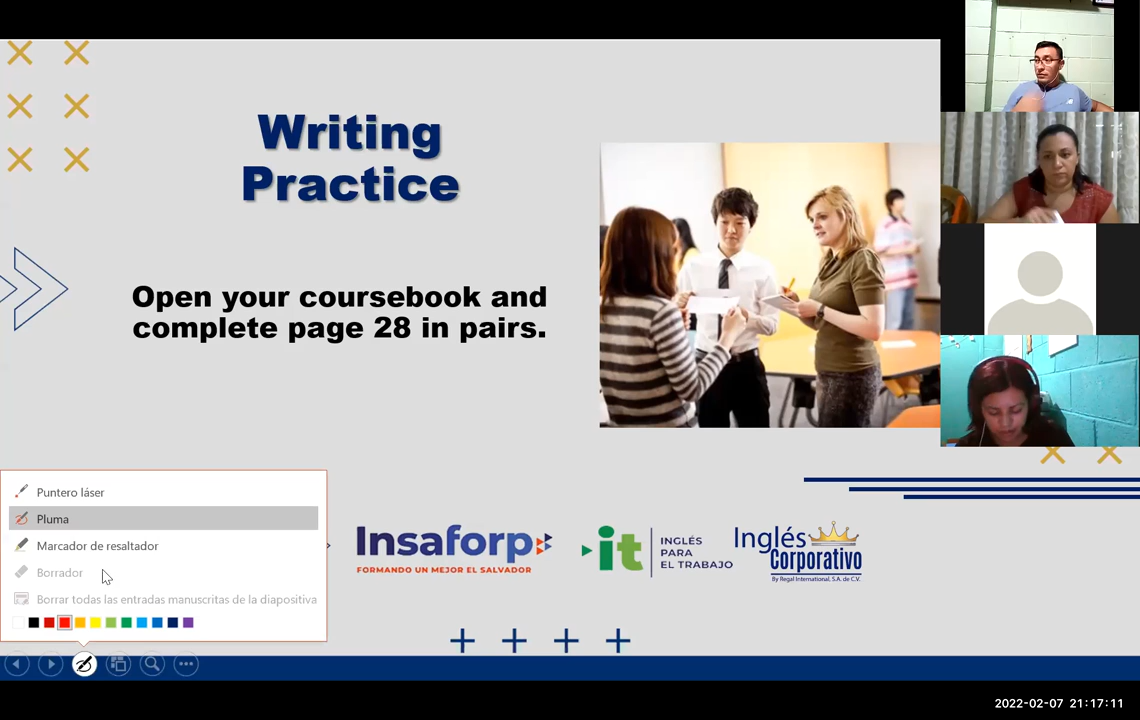 Writing
Practice
Open your coursebook and
complete page 28 in pairs.
Puntero láser
Pluma
Marcador de resaltador
Borrador
Borrar todas las entradas manuscritas de la diapositiva
Insaforp
FORMANDO UN MEJOR EL SALVADOR
it
INGLÉS
PARA
EL TRABAJO
Inglés
Corporativo
By Regal International, S.A. de C.V.
2022-02-07 21:17:11